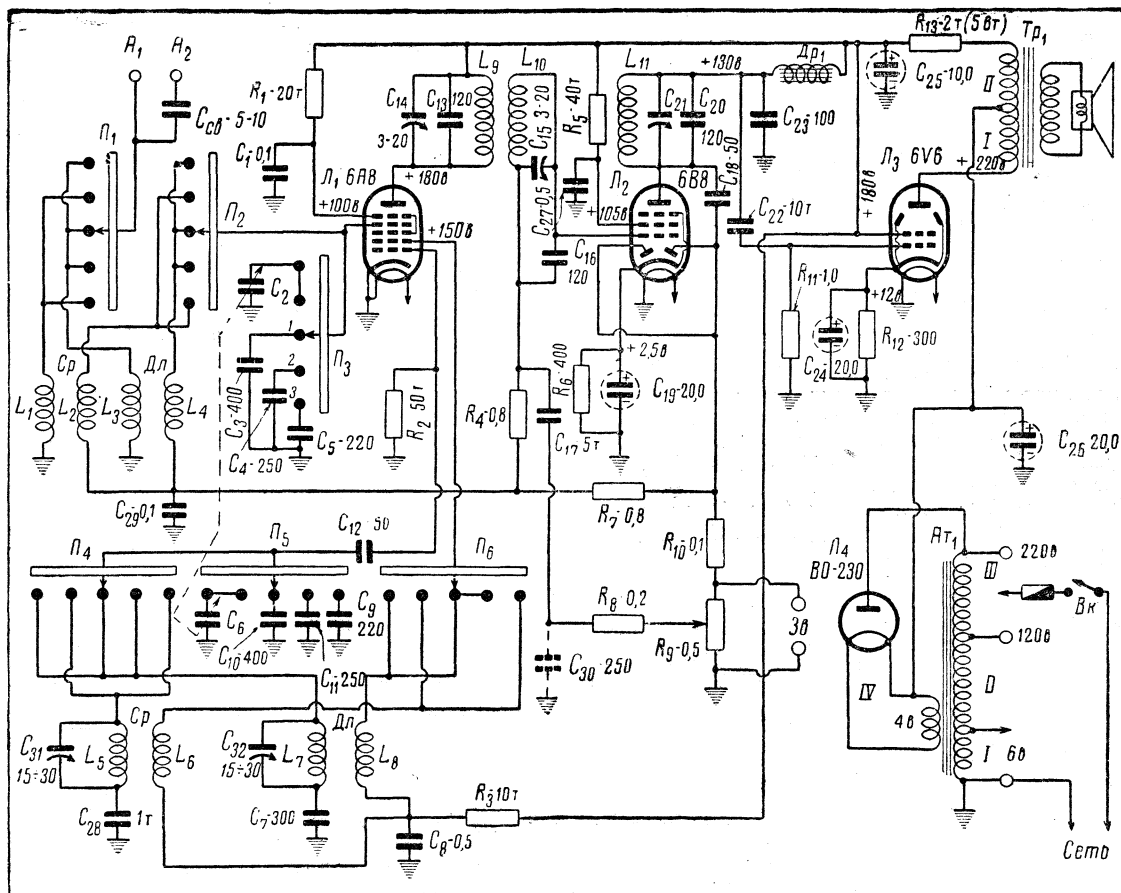 A₁
A₂
Cсв-5-10
П₁
П₂
R₁-20т
C₁-0,1
C₁₄
3-20
C₁₃-120
L₉
L₁₀
C₁₅ 3-20
Л₁ 6А8
+180в
+100в
+150в
R₅-40т
C₂₇-0,5
C₁₆
120
L₁₁
+130в
C₂₁
C₂₀
120
Л₂
6В8
+105в
C₁₈-50
Др₁
C₂₃-100
C₂₂-10т
C₂₅-10,0
R₁₃-2т (5вт)
Тр₁
II
I
+220в
+190в
Л₃ 6V6
R₁₁-1,0
+12в
C₂₄-20,0
R₁₂-300
C₂₆-20,0
C₂
1
2
3
П₃
C₃-400
C₄-250
C₅-220
R₂ 50т
R₄-0,8
+2,5в
R₆-400
C₁₉-20,0
C₁₇ 5т
Ср
Дл
L₁
L₂
L₃
L₄
C₂₉-0,1
C₁₂-50
R₇-0,8
R₁₀-0,1
R₈-0,2
R₉-0,5
Зв
C₃₀-250
П₄
П₅
П₆
C₆
C₁₀-400
C₁₁-250
C₉
220
Ср
Дл
C₃₁
15÷30
L₅
L₆
C₃₂
15÷30
L₇
L₈
C₂₈
1т
C₇-300
C₈-0,5
R₃-10т
Л₄
ВО-230
IV
4в
Ат₁
III
220в
Вк
120в
I
6в
Сеть